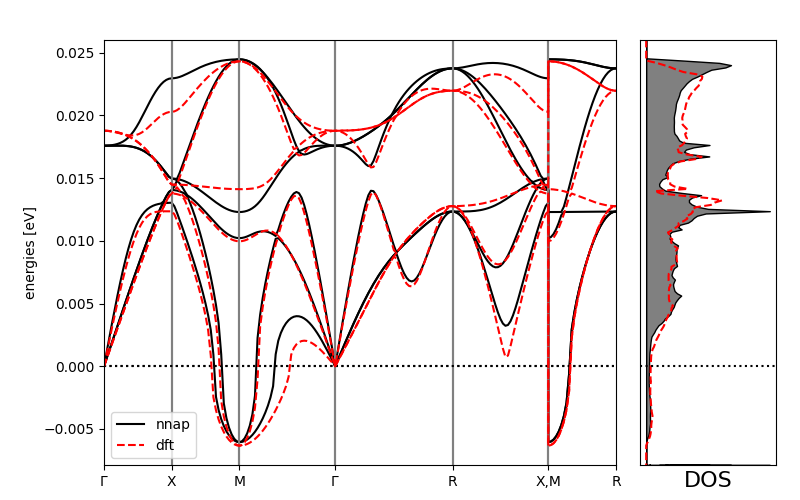 0.025
0.020
0.015
0.010
0.005
0.000
−0.005
energies [eV]
nnap
dft
Γ X M Γ R X,M R
DOS